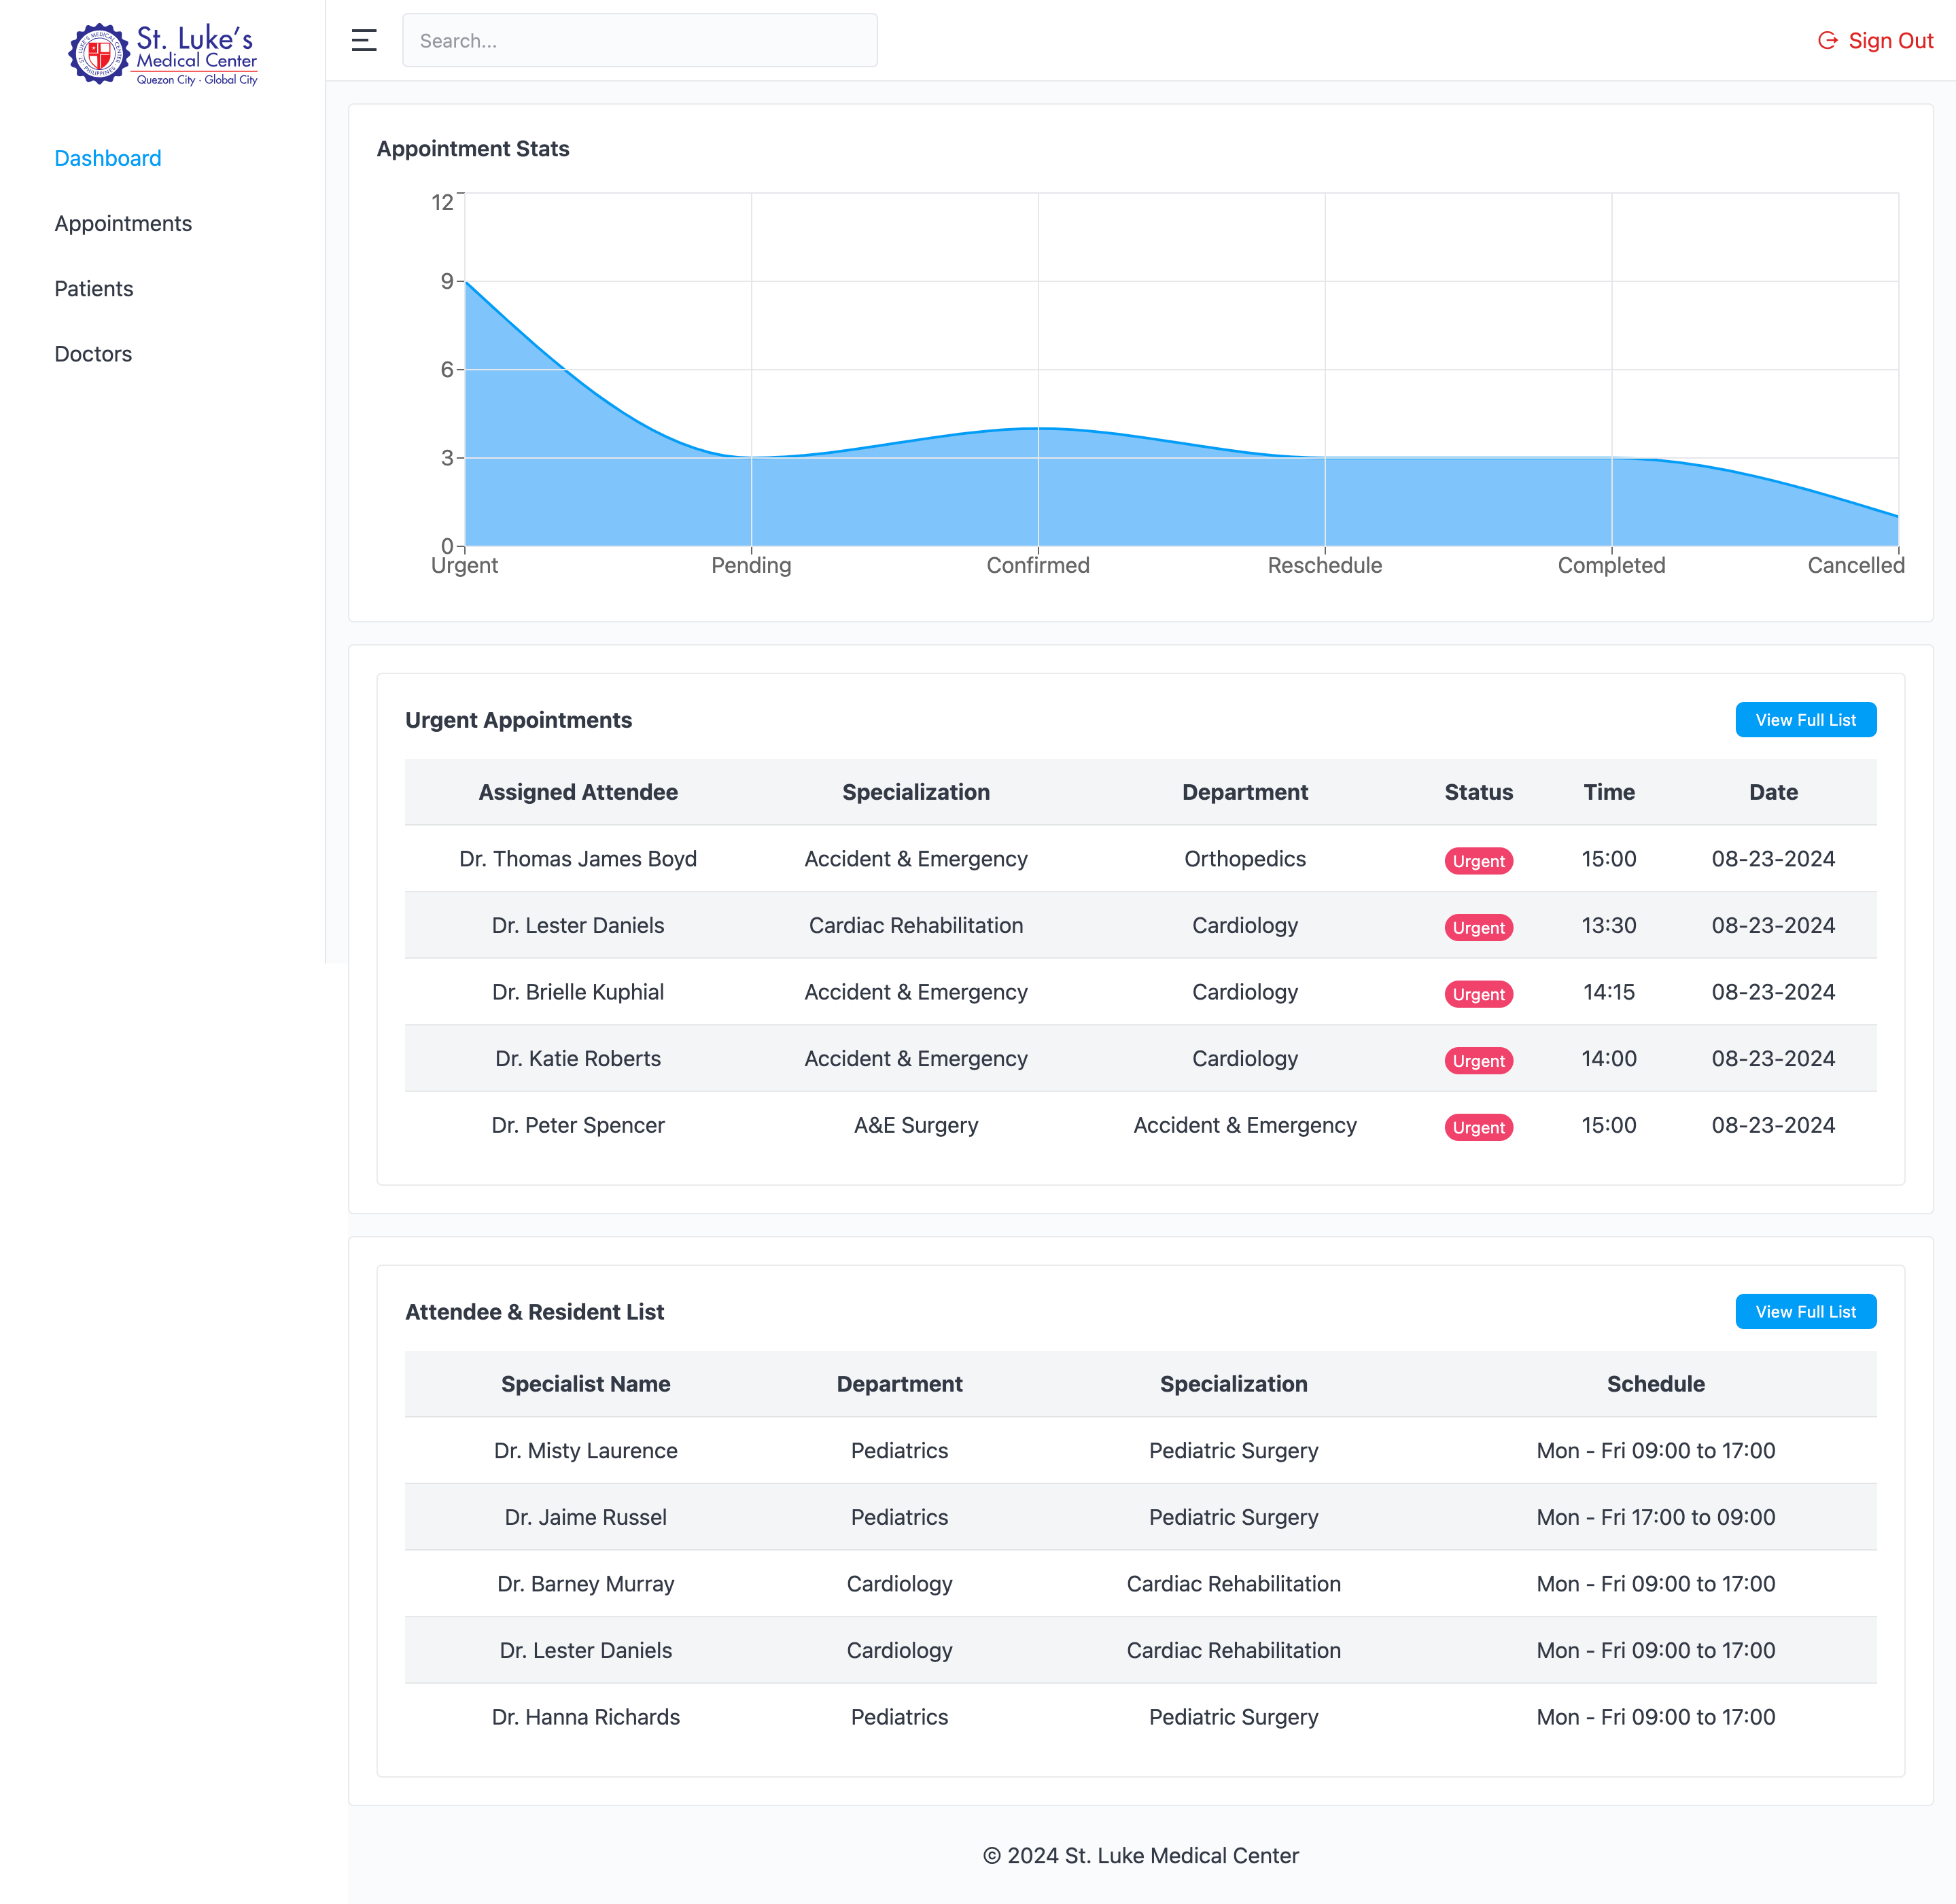 St. Luke's
Medical Center
Quezon City · Global City
Search...
Sign Out
Dashboard
Appointments
Patients
Doctors
Appointment Stats
12
9
6
3
0
Urgent Pending Confirmed Reschedule Completed Cancelled
Urgent Appointments View Full List
Assigned Attendee Specialization Department Status Time Date
Dr. Thomas James Boyd Accident & Emergency Orthopedics Urgent 15:00 08-23-2024
Dr. Lester Daniels Cardiac Rehabilitation Cardiology Urgent 13:30 08-23-2024
Dr. Brielle Kuphial Accident & Emergency Cardiology Urgent 14:15 08-23-2024
Dr. Katie Roberts Accident & Emergency Cardiology Urgent 14:00 08-23-2024
Dr. Peter Spencer A&E Surgery Accident & Emergency Urgent 15:00 08-23-2024
Attendee & Resident List View Full List
Specialist Name Department Specialization Schedule
Dr. Misty Laurence Pediatrics Pediatric Surgery Mon - Fri 09:00 to 17:00
Dr. Jaime Russel Pediatrics Pediatric Surgery Mon - Fri 17:00 to 09:00
Dr. Barney Murray Cardiology Cardiac Rehabilitation Mon - Fri 09:00 to 17:00
Dr. Lester Daniels Cardiology Cardiac Rehabilitation Mon - Fri 09:00 to 17:00
Dr. Hanna Richards Pediatrics Pediatric Surgery Mon - Fri 09:00 to 17:00
© 2024 St. Luke Medical Center